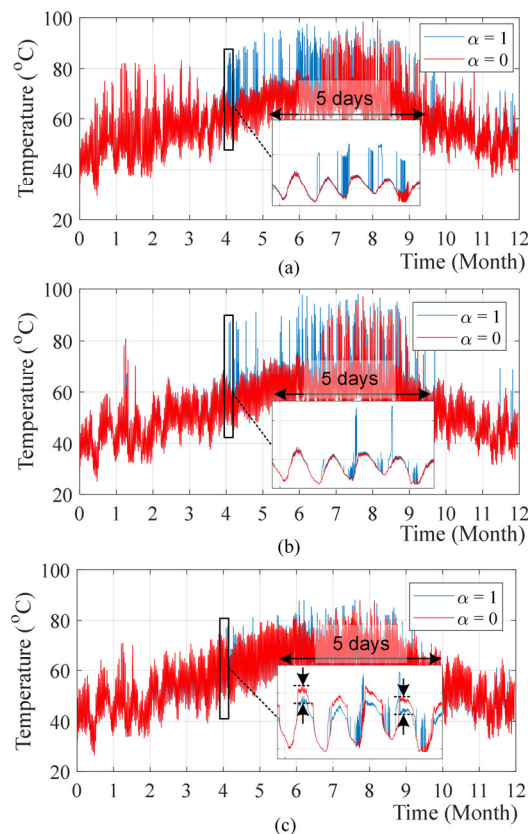 100
80
60
40
20
Temperature (°C)
α = 1
α = 0
5 days
0 1 2 3 4 5 6 7 8 9 10 11 12
Time (Month)
(a)
100
80
60
40
20
Temperature (°C)
α = 1
α = 0
5 days
0 1 2 3 4 5 6 7 8 9 10 11 12
Time (Month)
(b)
100
80
60
40
20
Temperature (°C)
α = 1
α = 0
5 days
0 1 2 3 4 5 6 7 8 9 10 11 12
Time (Month)
(c)